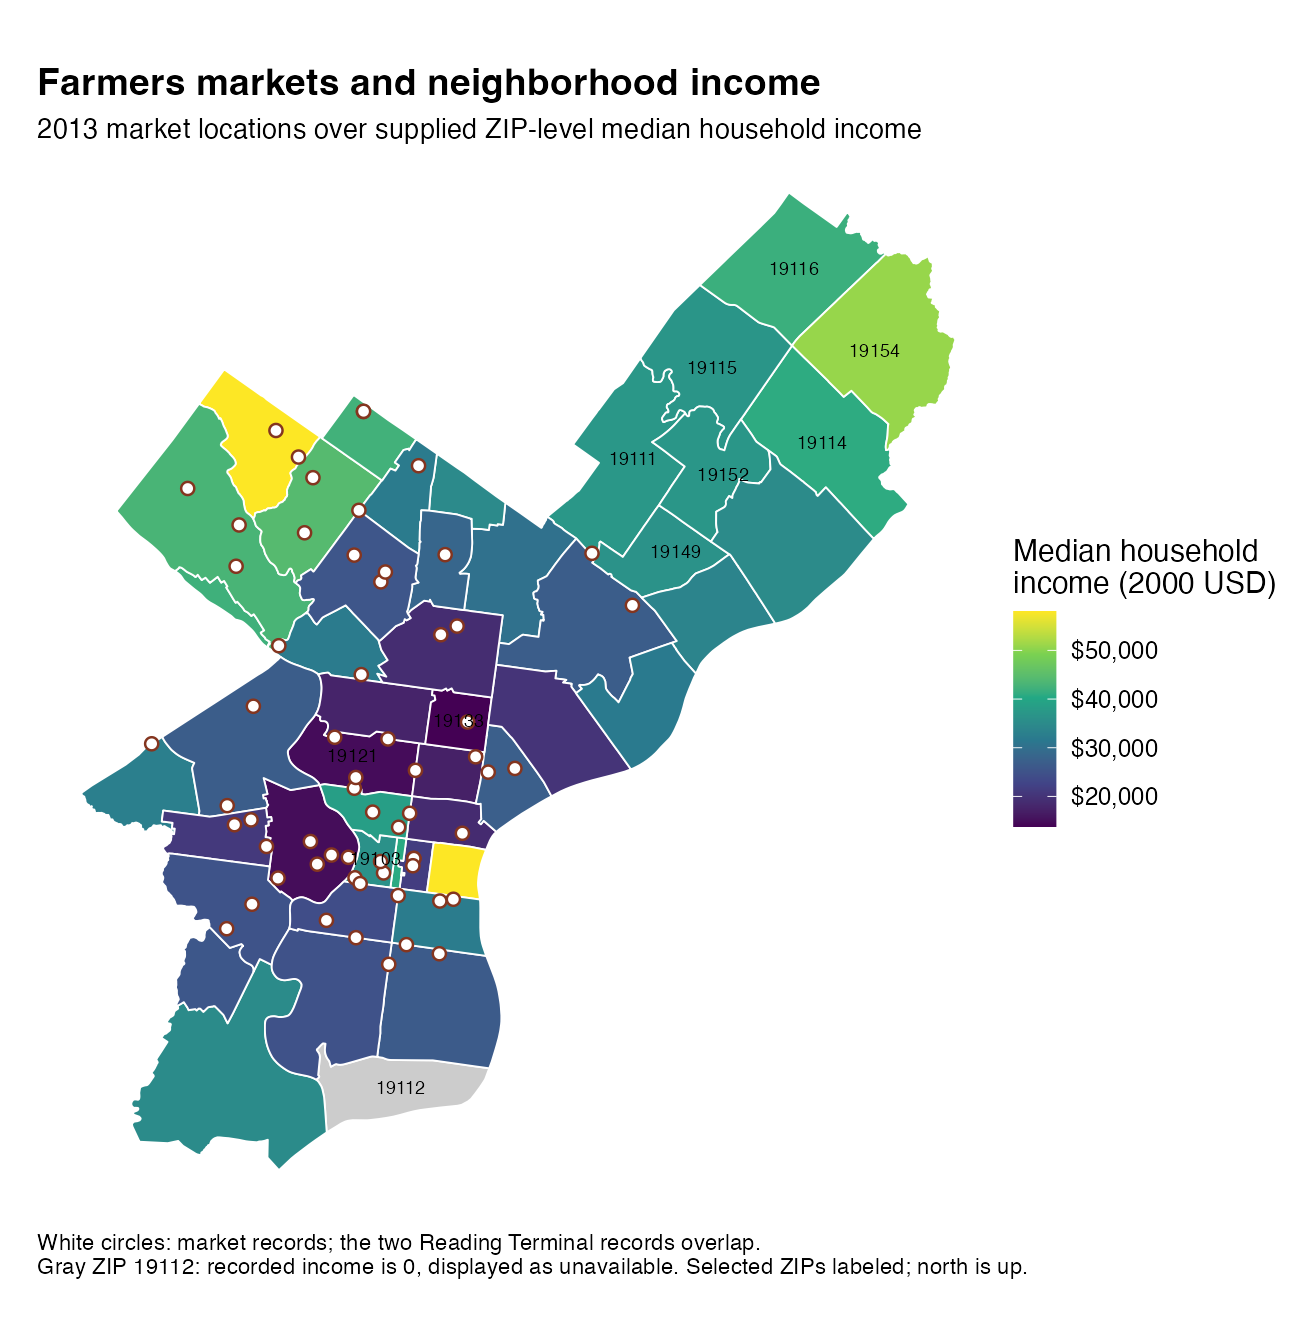 Farmers markets and neighborhood income
2013 market locations over supplied ZIP-level median household income
19116
19154
19115
19114
19111
19152
19149
Median household
income (2000 USD)
$50,000
$40,000
$30,000
$20,000
19133
19121
19103
19112
White circles: market records; the two Reading Terminal records overlap.
Gray ZIP 19112: recorded income is 0, displayed as unavailable. Selected ZIPs labeled; north is up.